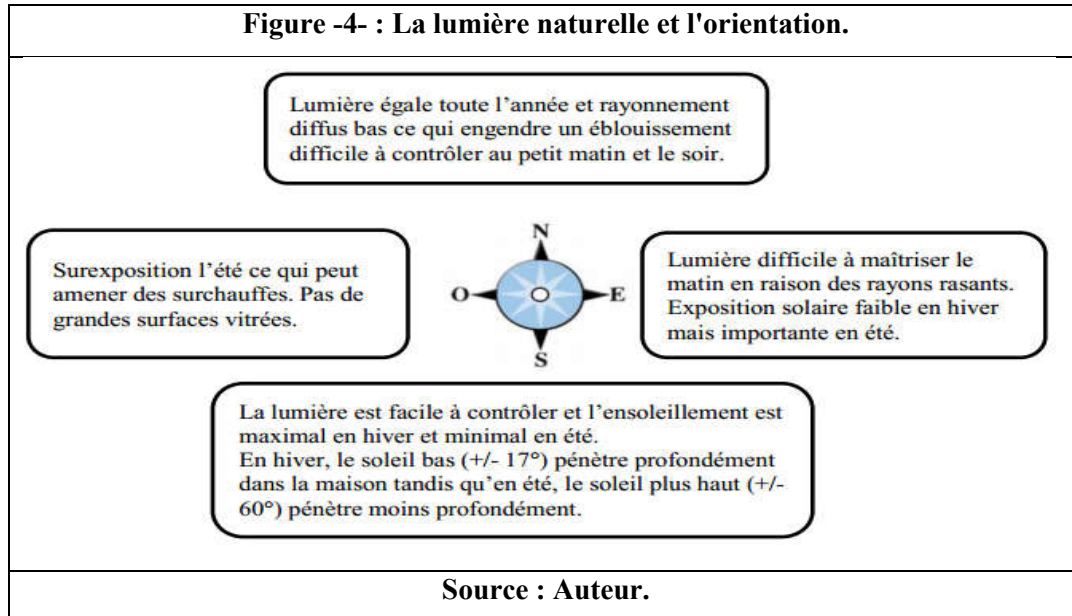 Figure -4- : La lumière naturelle et l'orientation.
Lumière égale toute l’année et rayonnement
diffus bas ce qui engendre un éblouissement
difficile à contrôler au petit matin et le soir.
Surexposition l’été ce qui peut
amener des surchauffes. Pas de
grandes surfaces vitrées.
N
O
E
S
Lumière difficile à maîtriser le
matin en raison des rayons rasants.
Exposition solaire faible en hiver
mais importante en été.
La lumière est facile à contrôler et l’ensoleillement est
maximal en hiver et minimal en été.
En hiver, le soleil bas (+/- 17°) pénètre profondément
dans la maison tandis qu’en été, le soleil plus haut (+/-
60°) pénètre moins profondément.
Source : Auteur.